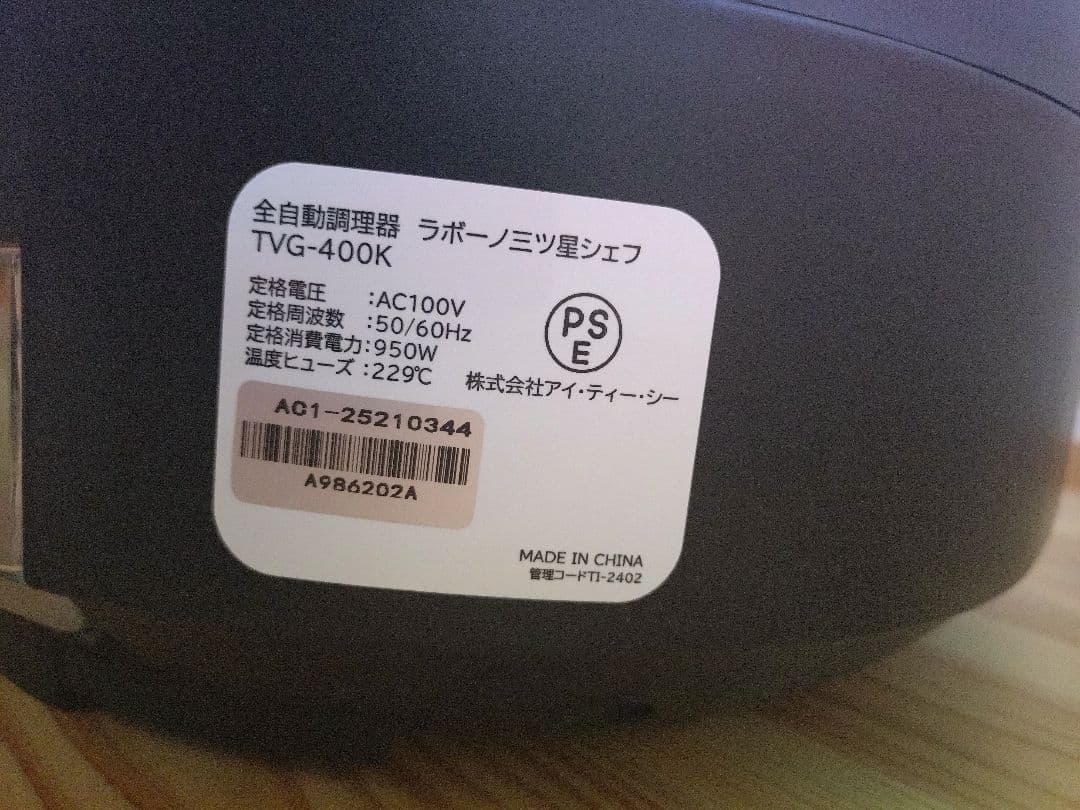 全自動調理器 ラボーノ三ツ星シェフ
TVG-400K
定格電圧 :AC100V
定格周波数 :50/60Hz
定格消費電力:950W
温度ヒューズ :229℃
PS
E
株式会社アイ・ティー・シー
AC1-25210344
A986202A
MADE IN CHINA
管理コードTI-2402